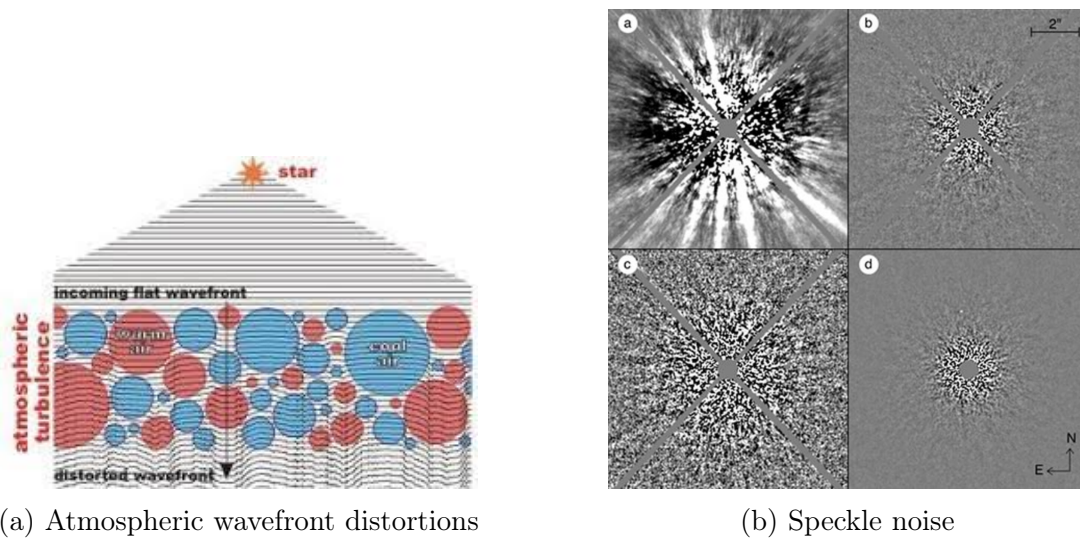 star
incoming flat wavefront
warm
air
cool
air
atmospheric
turbulence
distorted wavefront
(a) Atmospheric wavefront distortions
a
b
2"
c
d
N
E
(b) Speckle noise